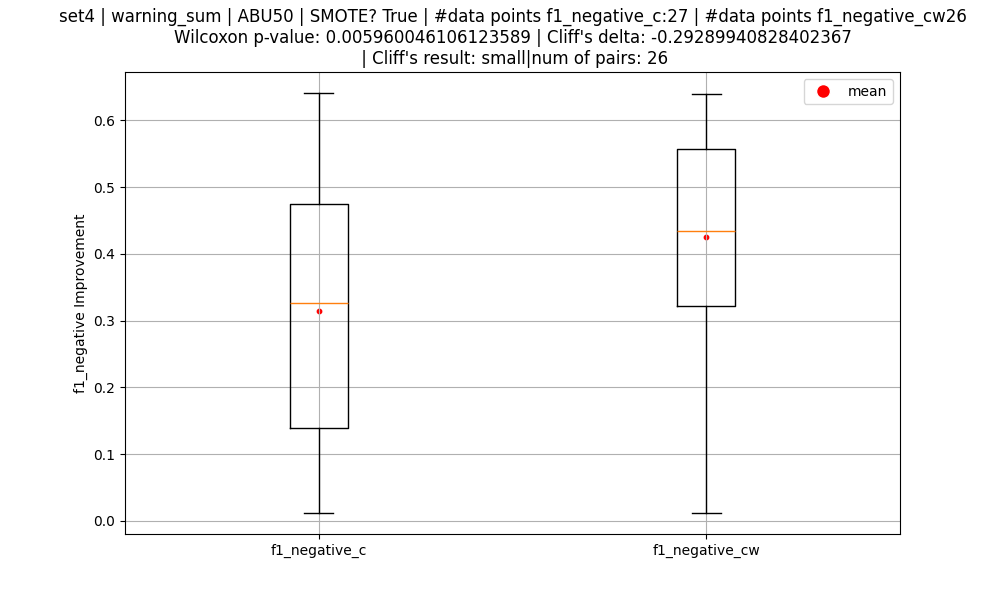 set4 | warning_sum | ABU50 | SMOTE? True | #data points f1_negative_c:27 | #data points f1_negative_cw26
Wilcoxon p-value: 0.005960046106123589 | Cliff's delta: -0.29289940828402367
| Cliff's result: small|num of pairs: 26
mean
0.6
0.5
0.4
0.3
0.2
0.1
0.0
f1_negative Improvement
f1_negative_c
f1_negative_cw